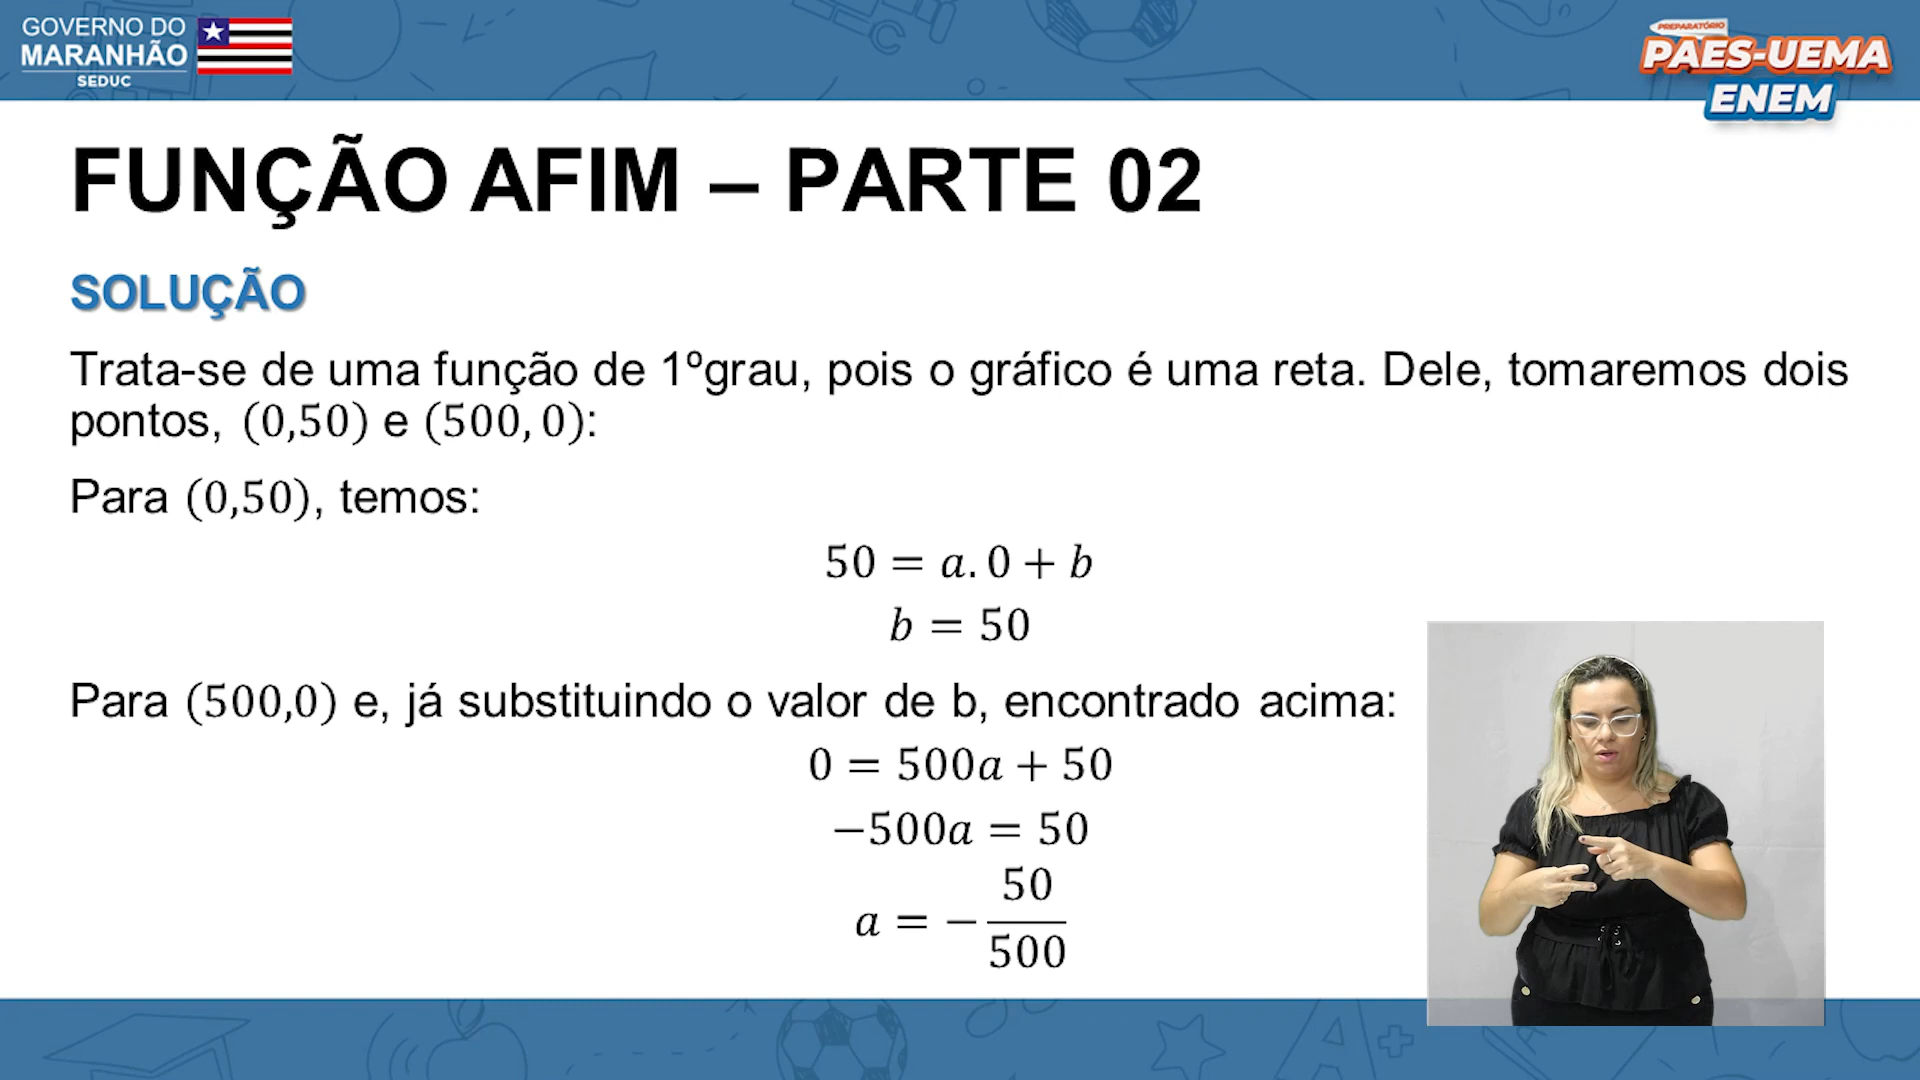 GOVERNO DO
MARANHÃO
SEDUC
PREPARATÓRIO
PAES-UEMA
ENEM
FUNÇÃO AFIM – PARTE 02
SOLUÇÃO
Trata-se de uma função de 1ºgrau, pois o gráfico é uma reta. Dele, tomaremos dois
pontos, (0,50) e (500, 0):
Para (0,50), temos:
50 = a. 0 + b
b = 50
Para (500,0) e, já substituindo o valor de b, encontrado acima:
0 = 500a + 50
−500a = 50
a = − 50/500
A+